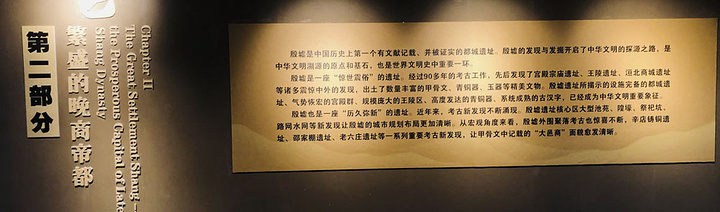 第二部分
繁盛的晚商帝都
Chapter II
The Great Settlement Shang –
the Prosperous Capital of Late
Shang Dynasty
殷墟是中国历史上第一个有文献记载、并被证实的都城遗址。殷墟的发现与发掘开启了中华文明的探源之路，是
中华文明溯源的原点和基石，也是世界文明史中重要一环。
殷墟是一座“惊世震俗”的遗址。经过90多年的考古工作，先后发现了宫殿宗庙遗址、王陵遗址、洹北商城遗址
等诸多震惊中外的发现，出土了数量丰富的甲骨文、青铜器、玉器等精美文物。殷墟遗址所揭示的设施完备的都城遗
址、气势恢宏的宫殿群、规模庞大的王陵区、高度发达的青铜器、系统成熟的古汉字，已经成为中华文明重要象征。
殷墟也是一座“历久弥新”的遗址。近年来，考古新发现不断涌现。殷墟遗址核心区大型池苑、隍壕、祭祀坑、
路网水网等新发现让殷墟的城市规划布局更加清晰。从宏观角度来看，殷墟外围聚落考古也惊喜不断，辛店铸铜遗
址、邵家棚遗址、老六庄遗址等一系列重要考古新发现，让甲骨文中记载的“大邑商”面貌愈发清晰。